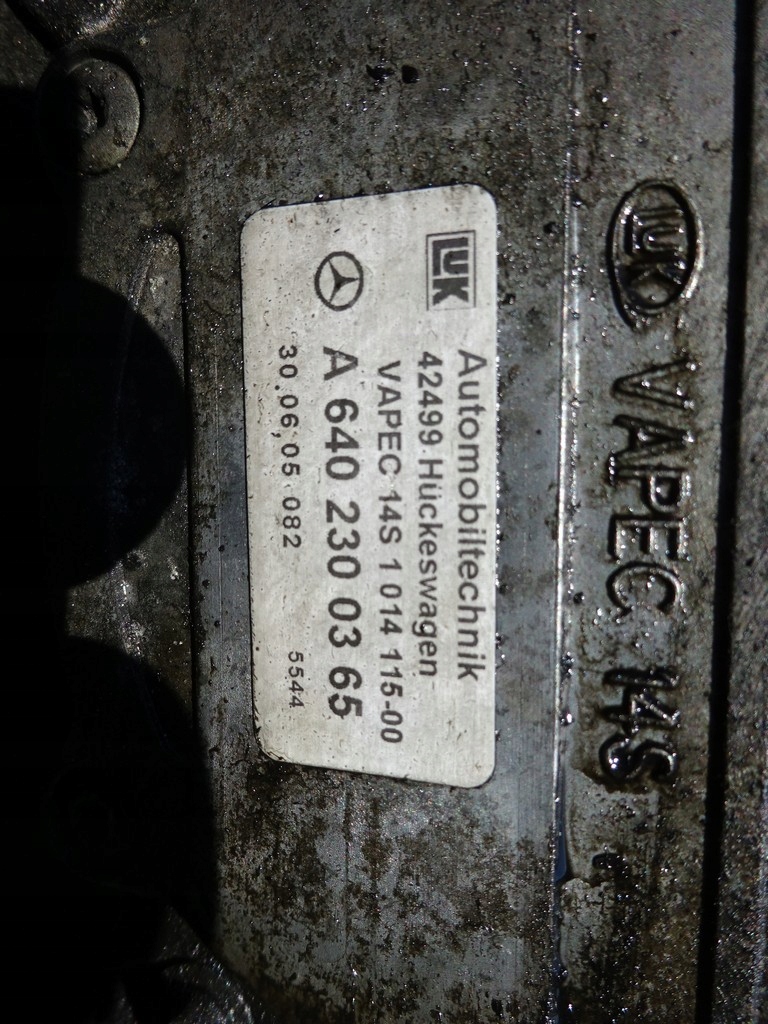 LUK
Automobiltechnik
42499 Hückeswagen
VAPEC 14S 1 014 115-00
A 640 230 03 65
30.06.05 082 5544
LUK VAPEC 14S